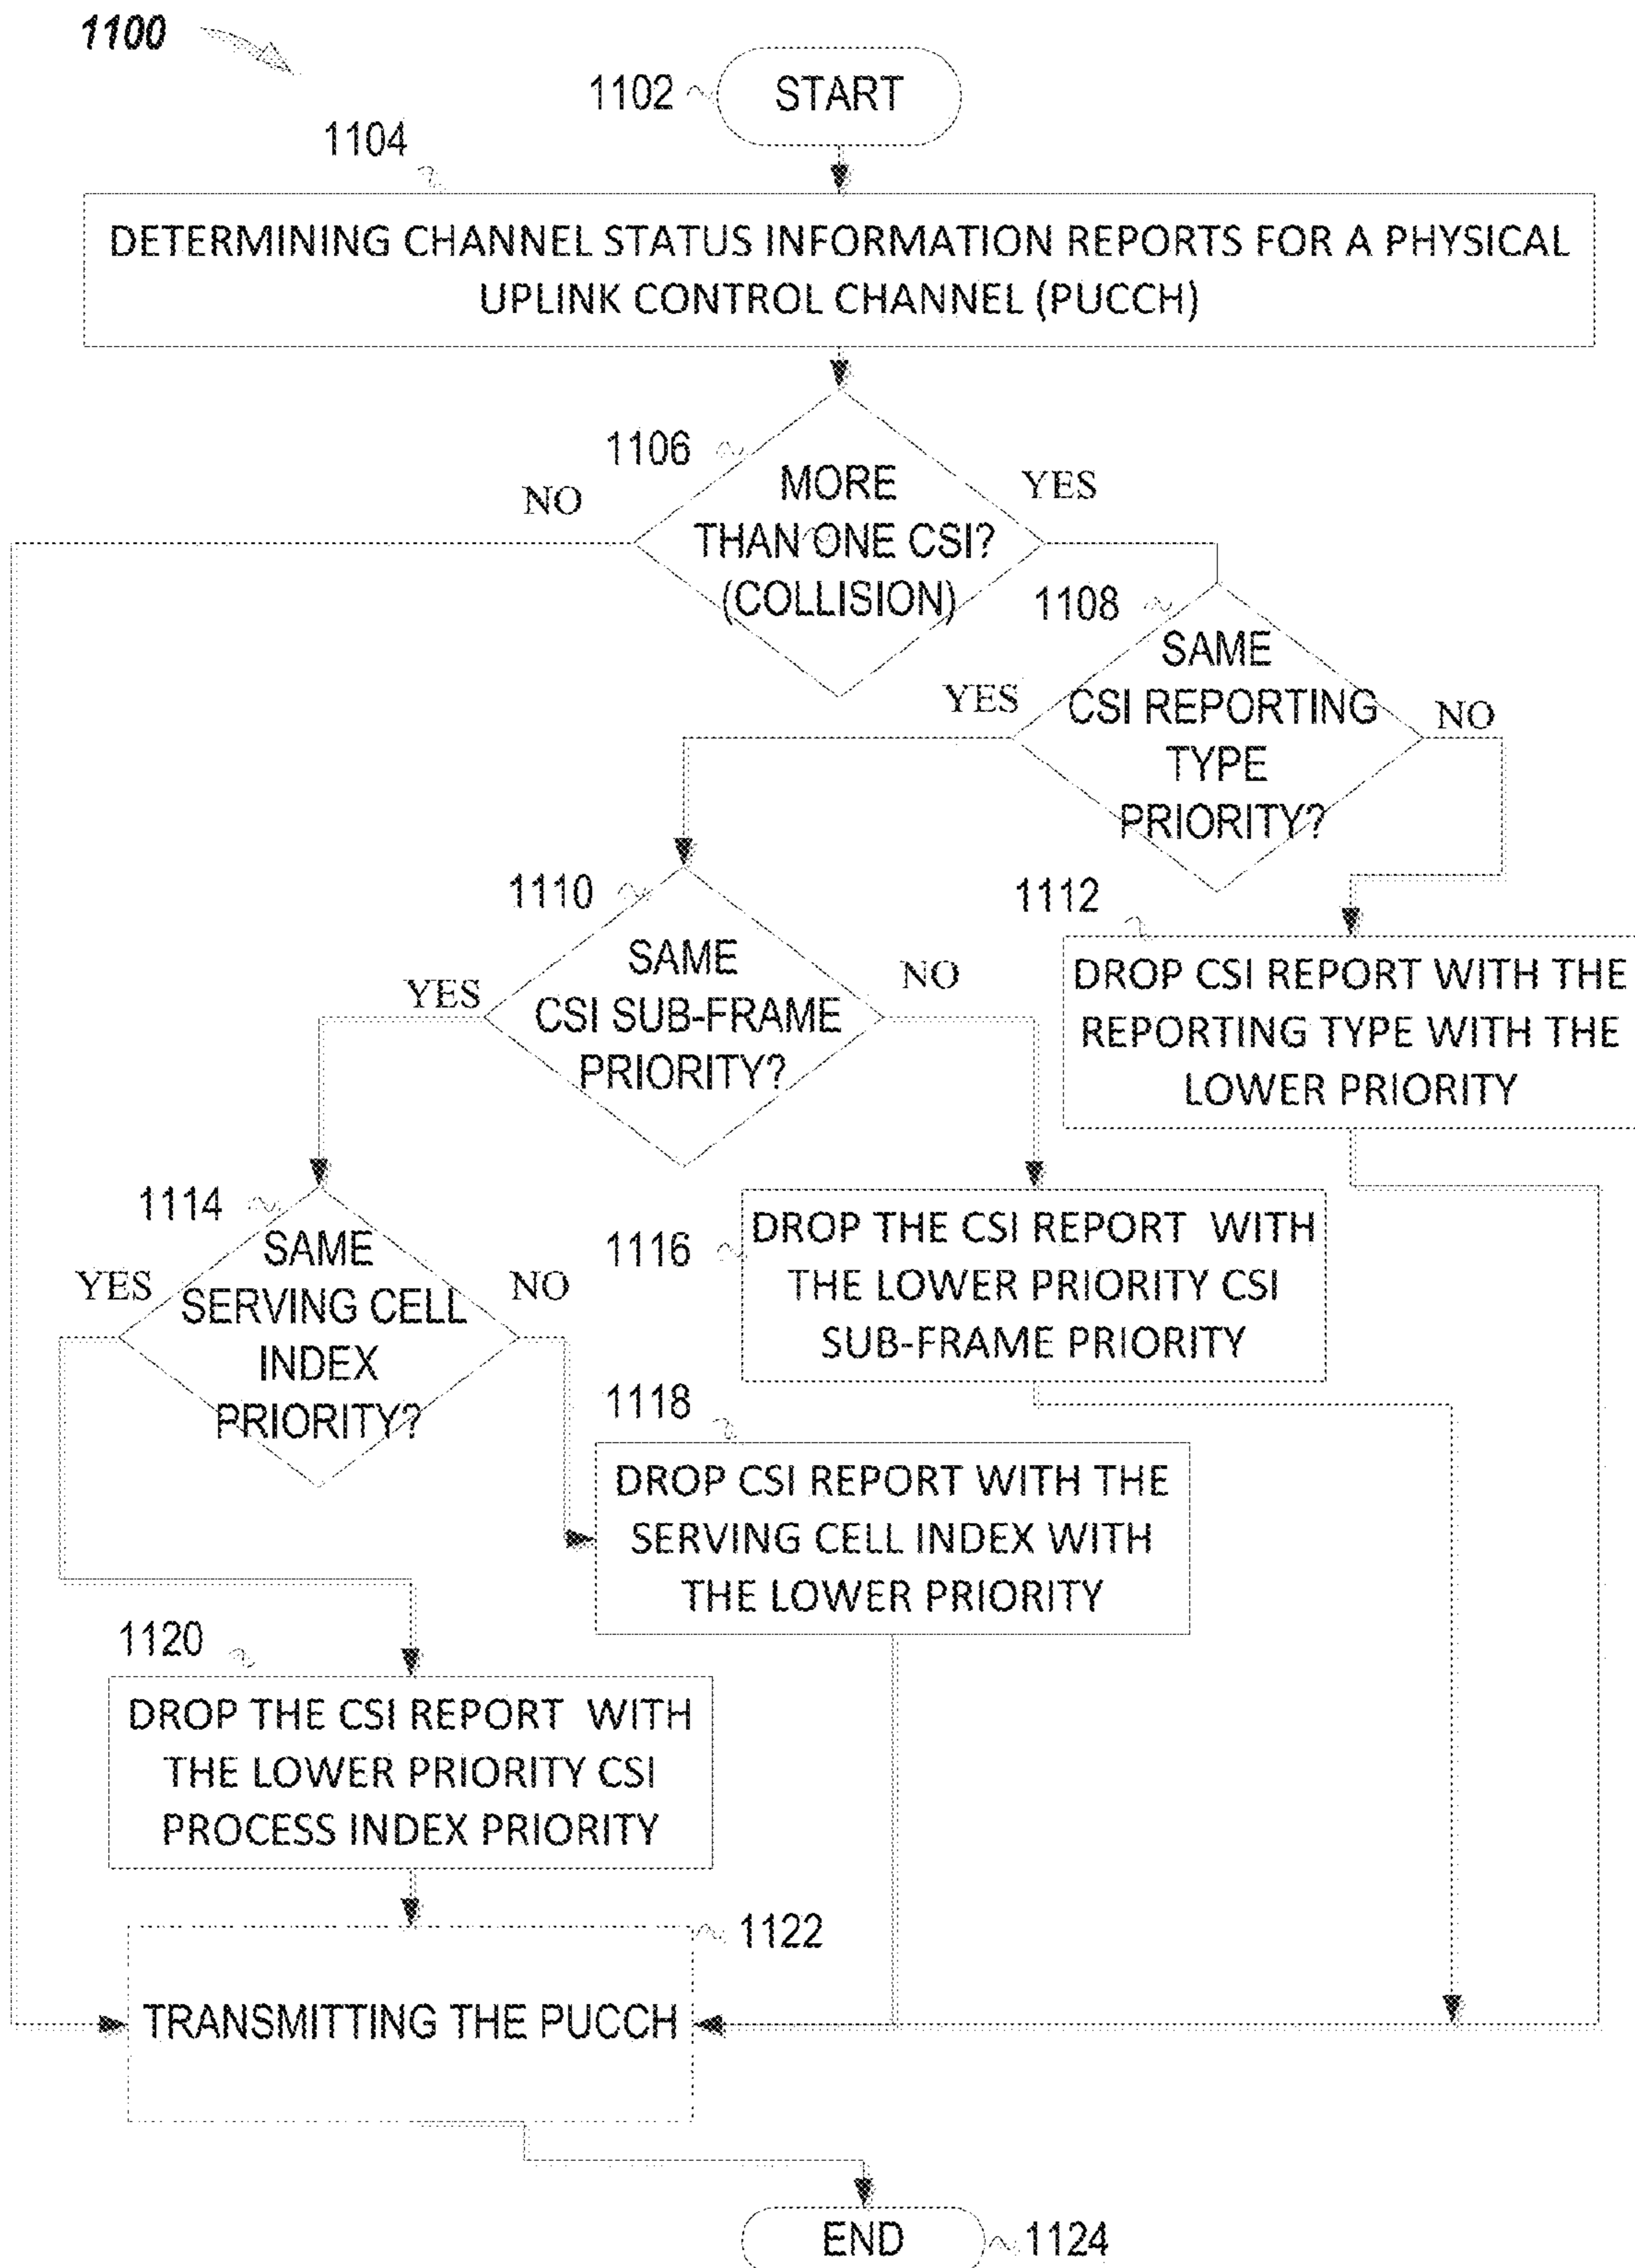 1100
1102
START
1104
DETERMINING CHANNEL STATUS INFORMATION REPORTS FOR A PHYSICAL
UPLINK CONTROL CHANNEL (PUCCH)
1106
NO
MORE
THAN ONE CSI?
(COLLISION)
YES
1108
YES
SAME
CSI REPORTING
TYPE
PRIORITY?
NO
1110
YES
SAME
CSI SUB-FRAME
PRIORITY?
NO
1112
DROP CSI REPORT WITH THE
REPORTING TYPE WITH THE
LOWER PRIORITY
1114
YES
SAME
SERVING CELL
INDEX
PRIORITY?
NO
1116
DROP THE CSI REPORT WITH
THE LOWER PRIORITY CSI
SUB-FRAME PRIORITY
1118
DROP CSI REPORT WITH THE
SERVING CELL INDEX WITH
THE LOWER PRIORITY
1120
DROP THE CSI REPORT WITH
THE LOWER PRIORITY CSI
PROCESS INDEX PRIORITY
1122
TRANSMITTING THE PUCCH
END
1124